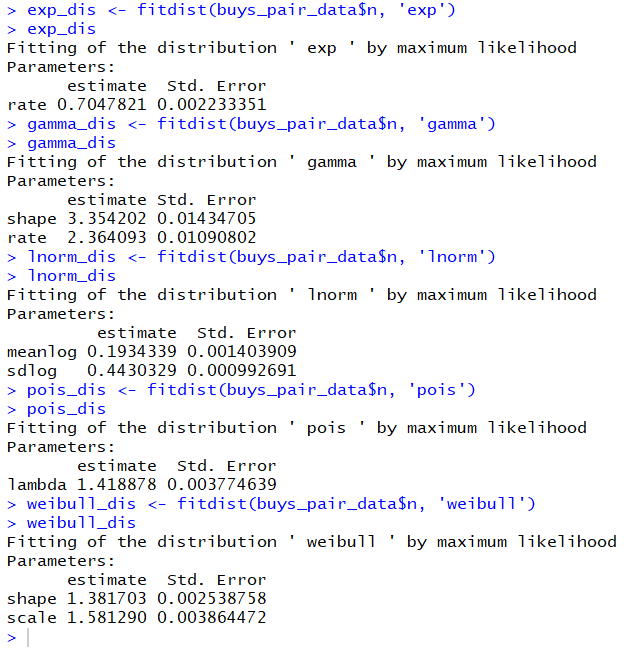 > exp_dis <- fitdist(buys_pair_data$n, 'exp')
> exp_dis
Fitting of the distribution ' exp ' by maximum likelihood
Parameters:
      estimate  Std. Error
rate 0.7047821 0.002233351
> gamma_dis <- fitdist(buys_pair_data$n, 'gamma')
> gamma_dis
Fitting of the distribution ' gamma ' by maximum likelihood
Parameters:
      estimate Std. Error
shape 3.354202 0.01434705
rate  2.364093 0.01090802
> lnorm_dis <- fitdist(buys_pair_data$n, 'lnorm')
> lnorm_dis
Fitting of the distribution ' lnorm ' by maximum likelihood
Parameters:
         estimate  Std. Error
meanlog 0.1934339 0.001403909
sdlog   0.4430329 0.000992691
> pois_dis <- fitdist(buys_pair_data$n, 'pois')
> pois_dis
Fitting of the distribution ' pois ' by maximum likelihood
Parameters:
       estimate  Std. Error
lambda 1.418878 0.003774639
> weibull_dis <- fitdist(buys_pair_data$n, 'weibull')
> weibull_dis
Fitting of the distribution ' weibull ' by maximum likelihood
Parameters:
      estimate  Std. Error
shape 1.381703 0.002538758
scale 1.581290 0.003864472
>